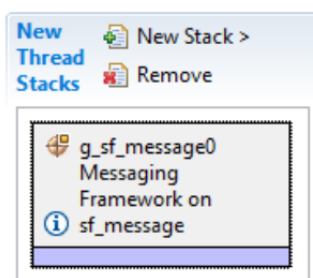 New Thread Stacks
New Stack >
Remove
g_sf_message0
Messaging
Framework on
sf_message